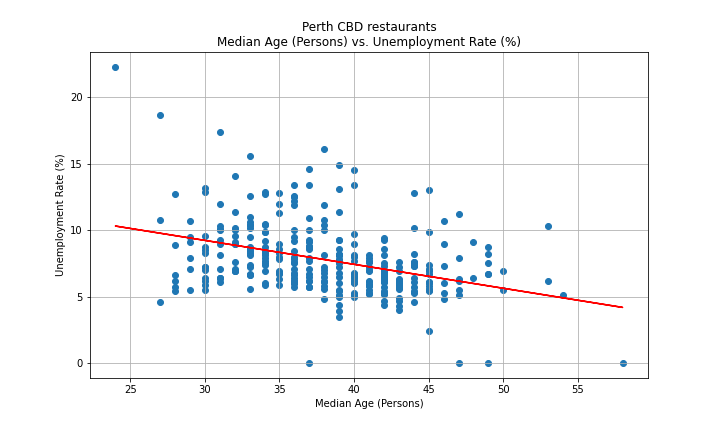 Perth CBD restaurants
Median Age (Persons) vs. Unemployment Rate (%)
Unemployment Rate (%)
20
15
10
5
0
25 30 35 40 45 50 55
Median Age (Persons)